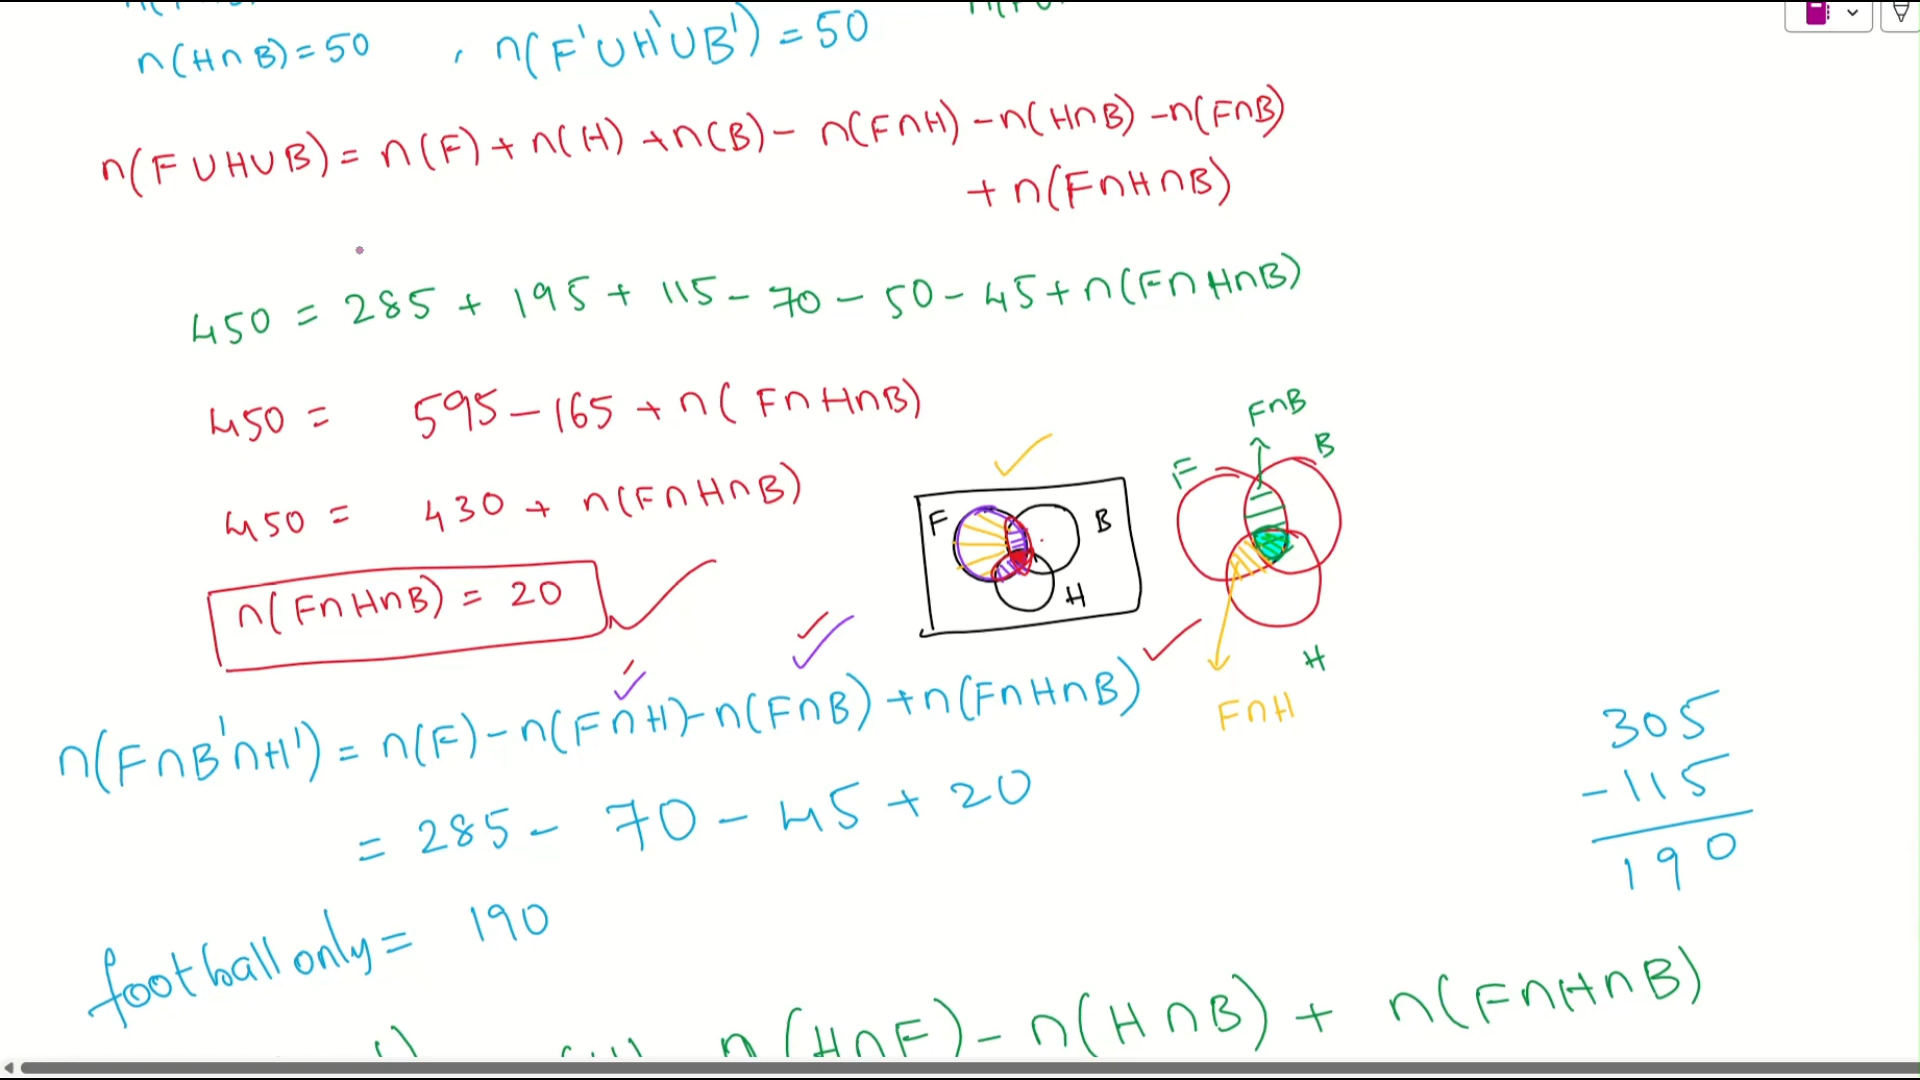 n(H∩B)=50 , n(F'∪H'∪B')=50
n(F∪H∪B)= n(F)+n(H)+n(B)- n(F∩H)-n(H∩B)-n(F∩B)
+ n(F∩H∩B)
450 = 285 + 195 + 115 - 70 - 50 - 45 + n(F∩H∩B)
450 = 595 - 165 + n(F∩H∩B)
F∩B
F B
450 = 430 + n(F∩H∩B)
F B
H
n(F∩H∩B) = 20
H
F∩H
n(F∩B'∩H') = n(F)-n(F∩H)-n(F∩B)+n(F∩H∩B)
= 285 - 70 - 45 + 20
305
-115
190
football only = 190
n(H∩F)-n(H∩B) + n(F∩H∩B)